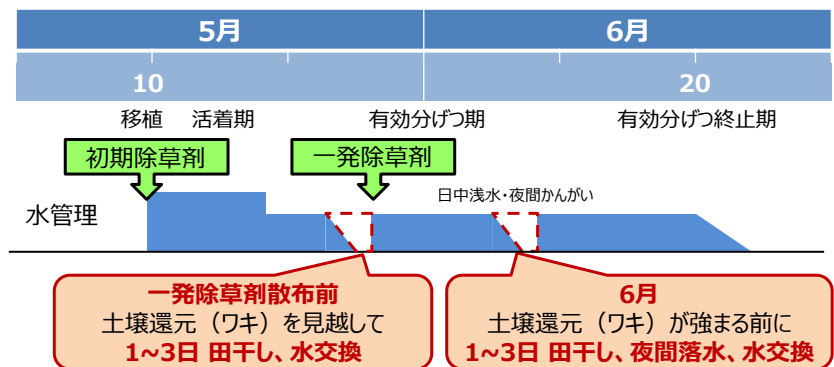 5月
6月
10
20
移植
活着期
有効分げつ期
有効分げつ終止期
初期除草剤
一発除草剤
日中浅水・夜間かんがい
水管理
一発除草剤散布前
土壌還元（ワキ）を見越して
1~3日 田干し、水交換
6月
土壌還元（ワキ）が強まる前に
1~3日 田干し、夜間落水、水交換